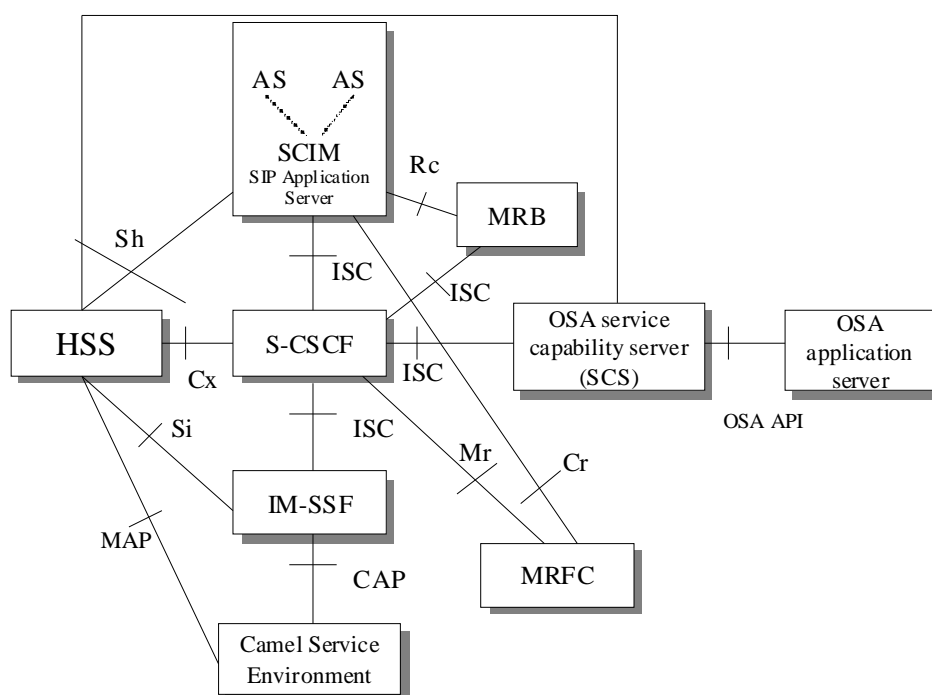 AS AS
SCIM
SIP Application
Server
Rc
MRB
Sh
ISC
ISC
HSS
S-CSCF
OSA service
capability server
(SCS)
OSA
application
server
Cx
ISC
ISC
OSA API
Si
Mr
Cr
IM-SSF
MAP
CAP
MRFC
Camel Service
Environment